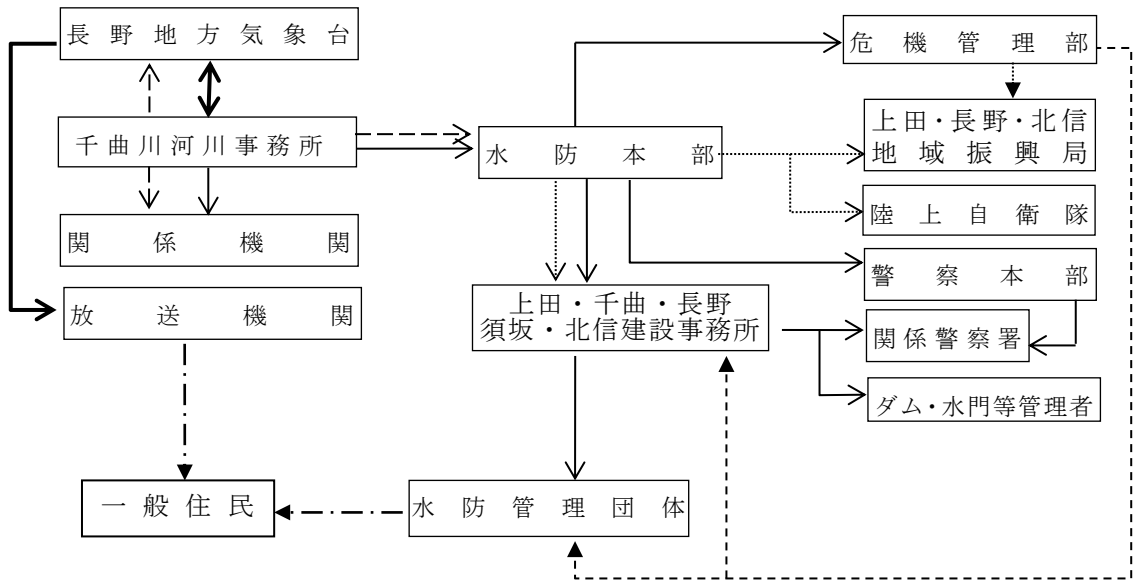 長野地方気象台
千曲川河川事務所
関係機関
放送機関
一般住民
水防本部
上田・千曲・長野
須坂・北信建設事務所
水防管理団体
危機管理部
上田・長野・北信
地域振興局
陸上自衛隊
警察本部
関係警察署
ダム・水門等管理者